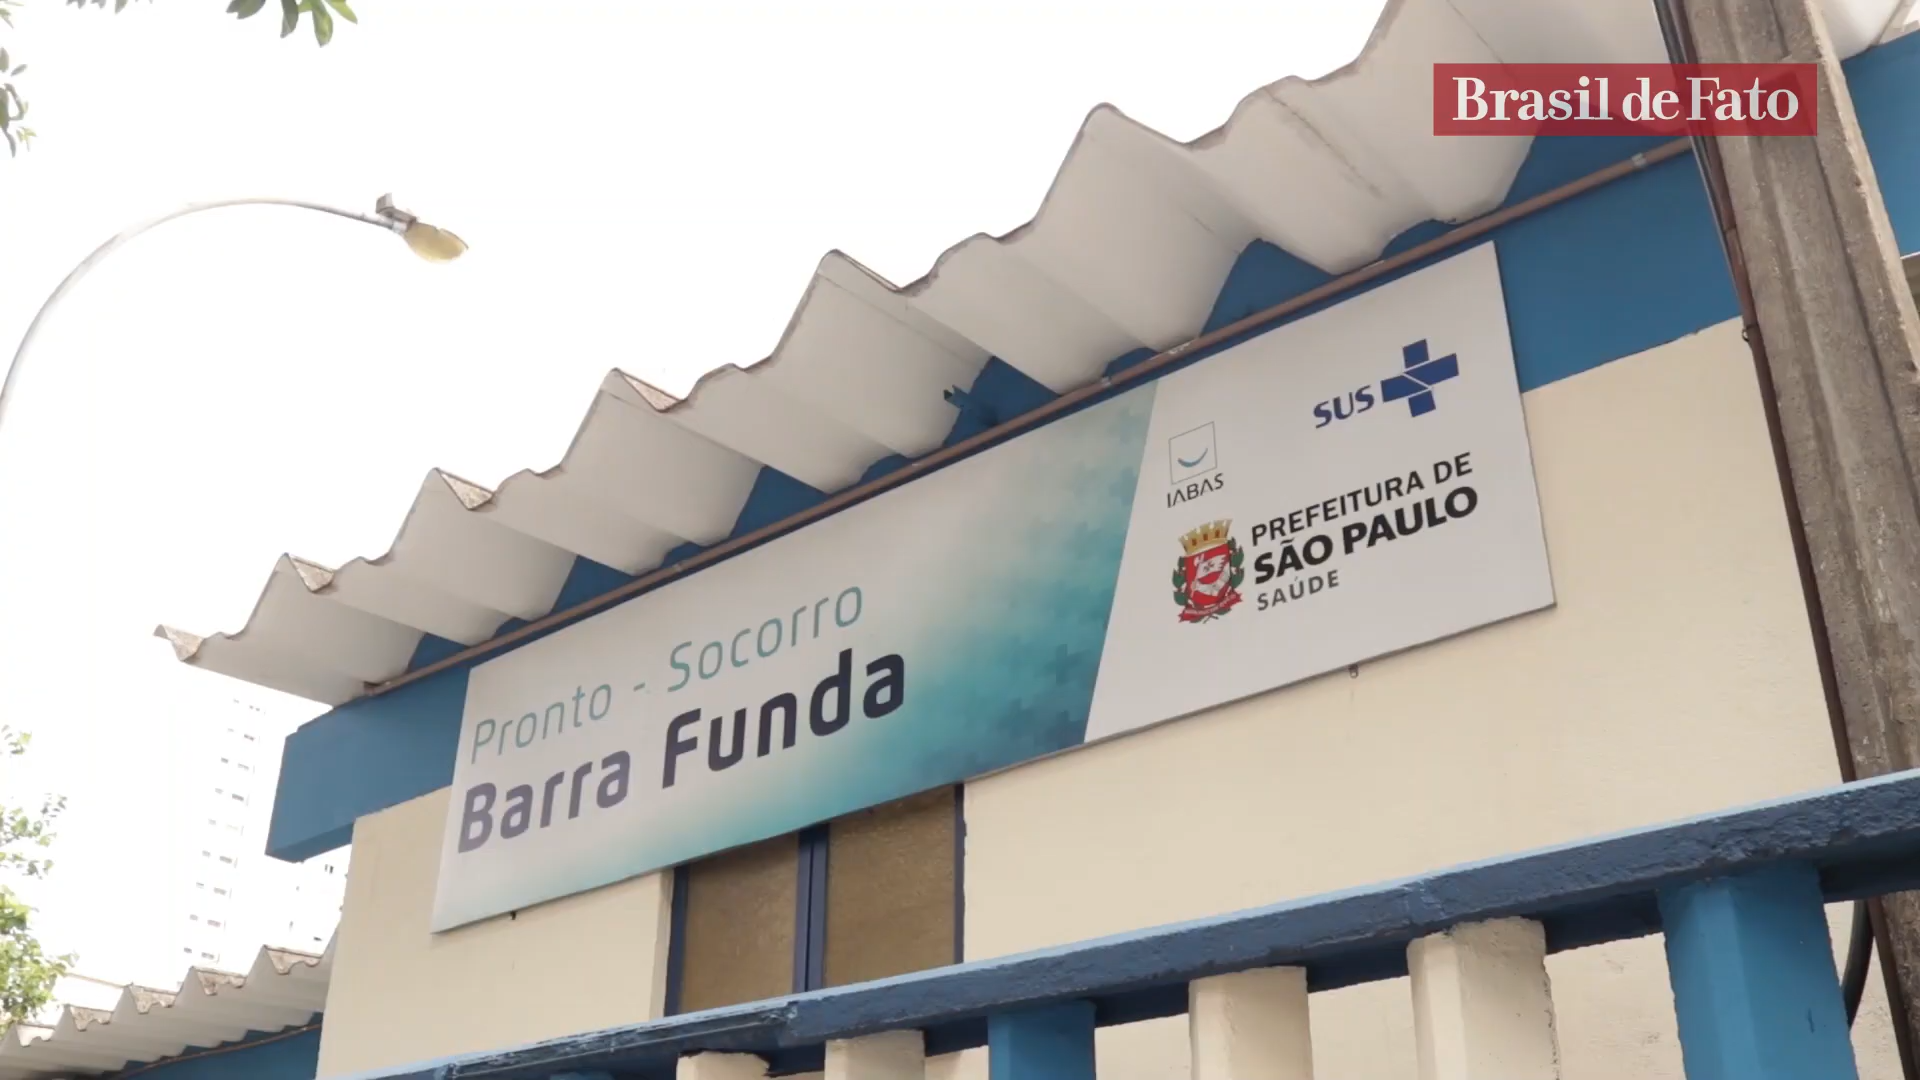 Brasil de Fato
Pronto - Socorro
Barra Funda
SUS
IABAS
PREFEITURA DE
SÃO PAULO
SAÚDE